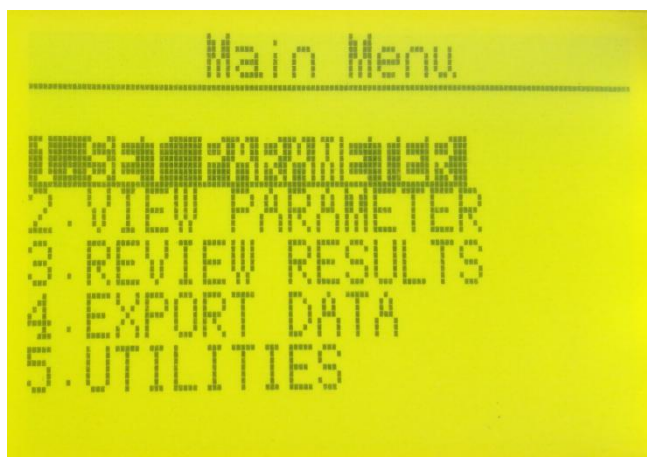 Main Menu
1.SET PARAMETER
2.VIEW PARAMETER
3.REVIEW RESULTS
4.EXPORT DATA
5.UTILITIES